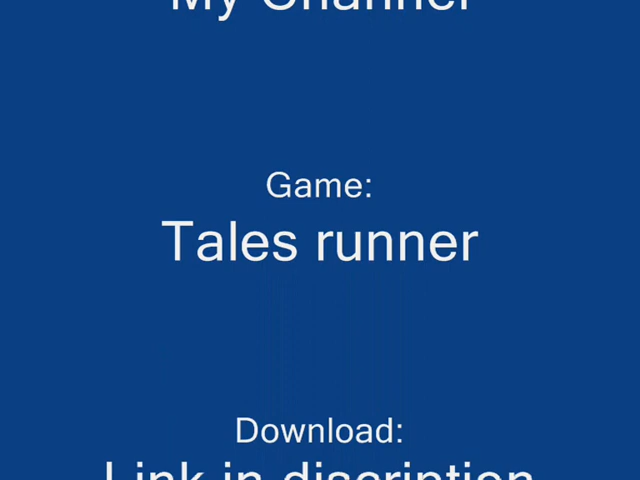 My Channel
Game:
Tales runner
Download:
Link in discription